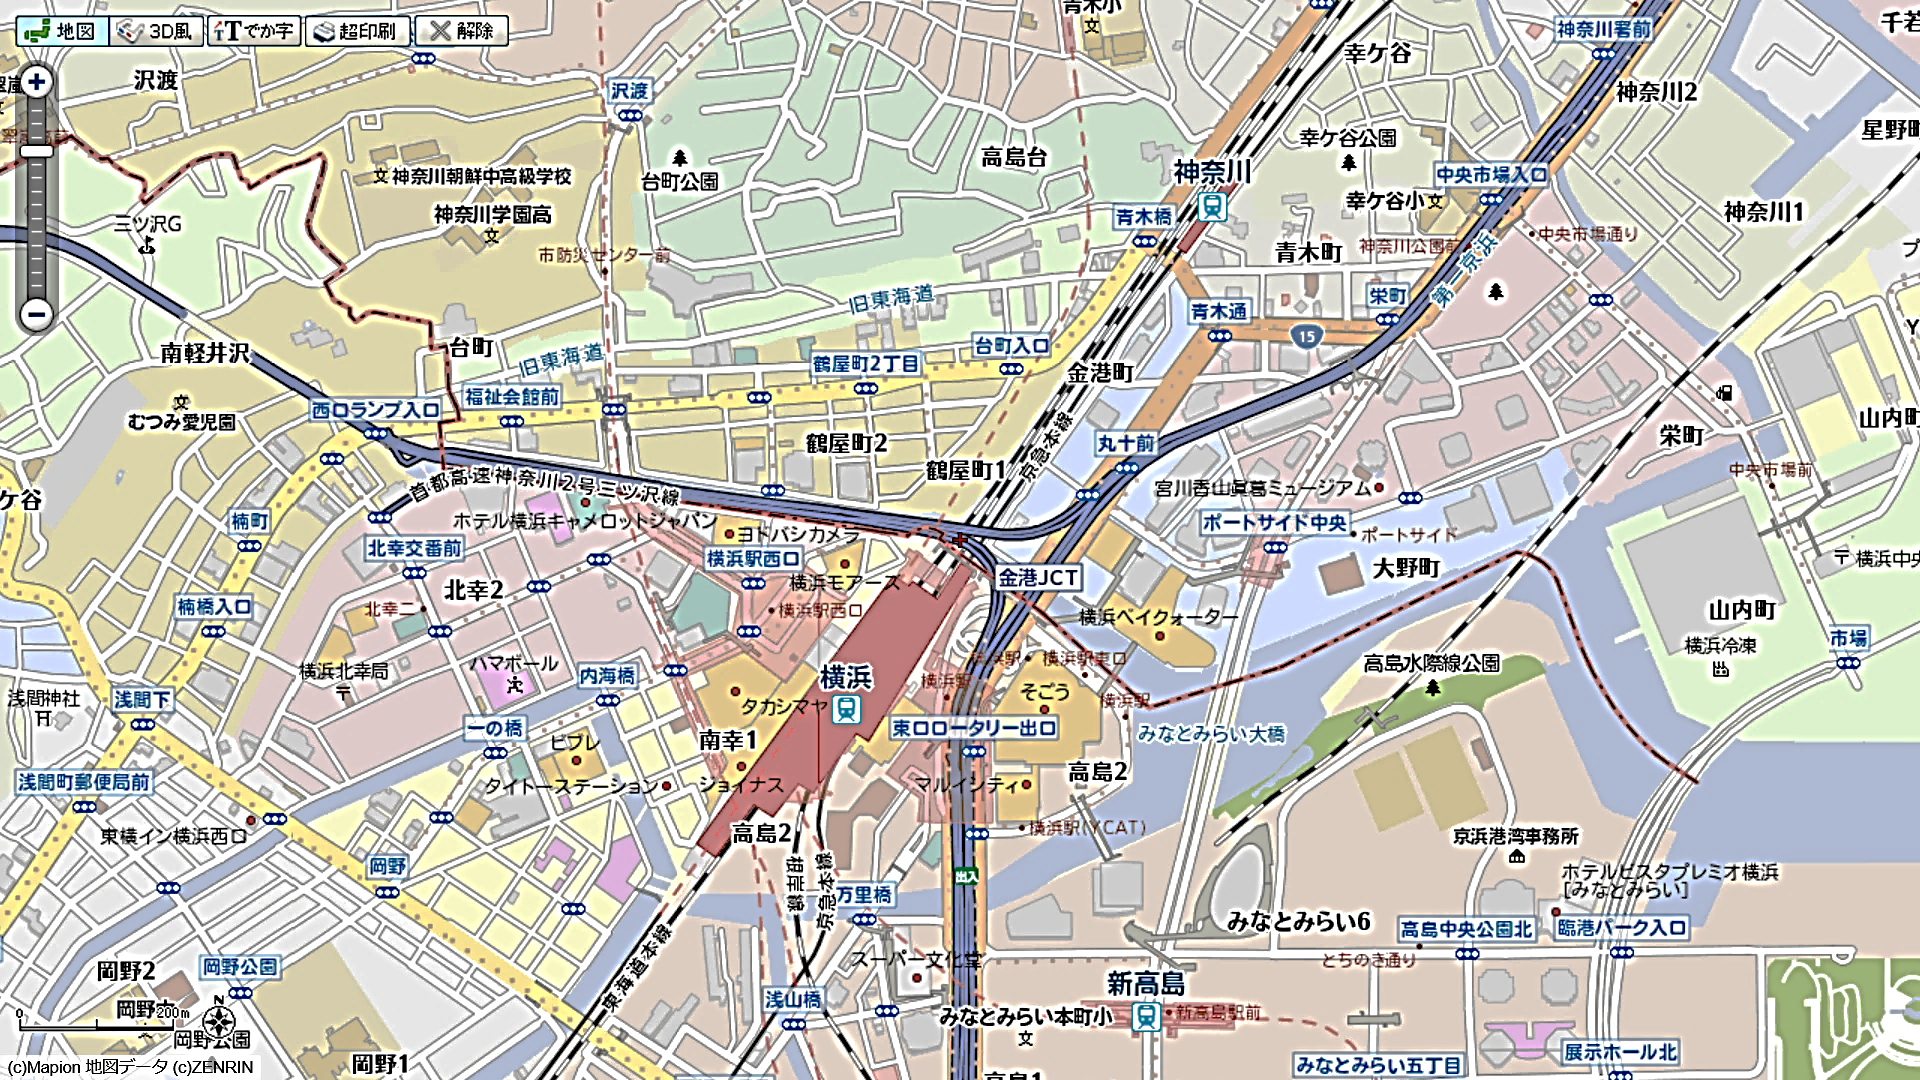 地図
3D風
でか字
超印刷
解除
青木小
沢渡
沢渡
神奈川署前
幸ケ谷
神奈川2
幸ケ谷公園
神奈川朝鮮中高級学校
台町公園
高島台
神奈川
中央市場入口
神奈川学園高
三ツ沢G
青木橋
幸ケ谷小
神奈川1
市防災センター前
青木町
神奈川公園前
中央市場通り
第一京浜
旧東海道
栄町
青木通
15
南軽井沢
台町
旧東海道
鶴屋町2丁目
台町入口
金港町
むつみ愛児園
西口ランプ入口
福祉会館前
鶴屋町2
鶴屋町1
京急本線
丸十前
栄町
山内町
中央市場前
首都高速神奈川2号三ツ沢線
宮川香山眞葛ミュージアム
楠町
ホテル横浜キャメロットジャパン
ヨドバシカメラ
ポートサイド中央
ポートサイド
北幸交番前
横浜駅西口
金港JCT
大野町
横浜モアーズ
北幸2
楠橋入口
北幸二
横浜駅西口
横浜ベイクォーター
山内町
市場
横浜冷凍
横浜北幸局
ハマボール
内海橋
横浜
横浜駅
横浜駅東口
高島水際線公園
浅間神社
浅間下
タカシマヤ
横浜駅
そごう
横浜駅
一の橋
ビブレ
南幸1
東口ロータリー出口
みなとみらい大橋
浅間町郵便局前
タイトーステーション
ジョイナス
マルイシティ
高島2
東横イン横浜西口
高島2
横浜駅(YCAT)
京浜港湾事務所
岡野
根岸線
京急本線
出入
万里橋
ホテルビスタプレミオ横浜
[みなとみらい]
みなとみらい6
高島中央公園北
臨港パーク入口
東海道本線
岡野2
岡野公園
スーパー文化堂
とちのき通り
新高島
浅山橋
みなとみらい本町小
新高島駅前
0
200m
N
岡野公園
岡野1
みなとみらい五丁目
展示ホール北
高島1
(c)Mapion 地図データ (c)ZENRIN